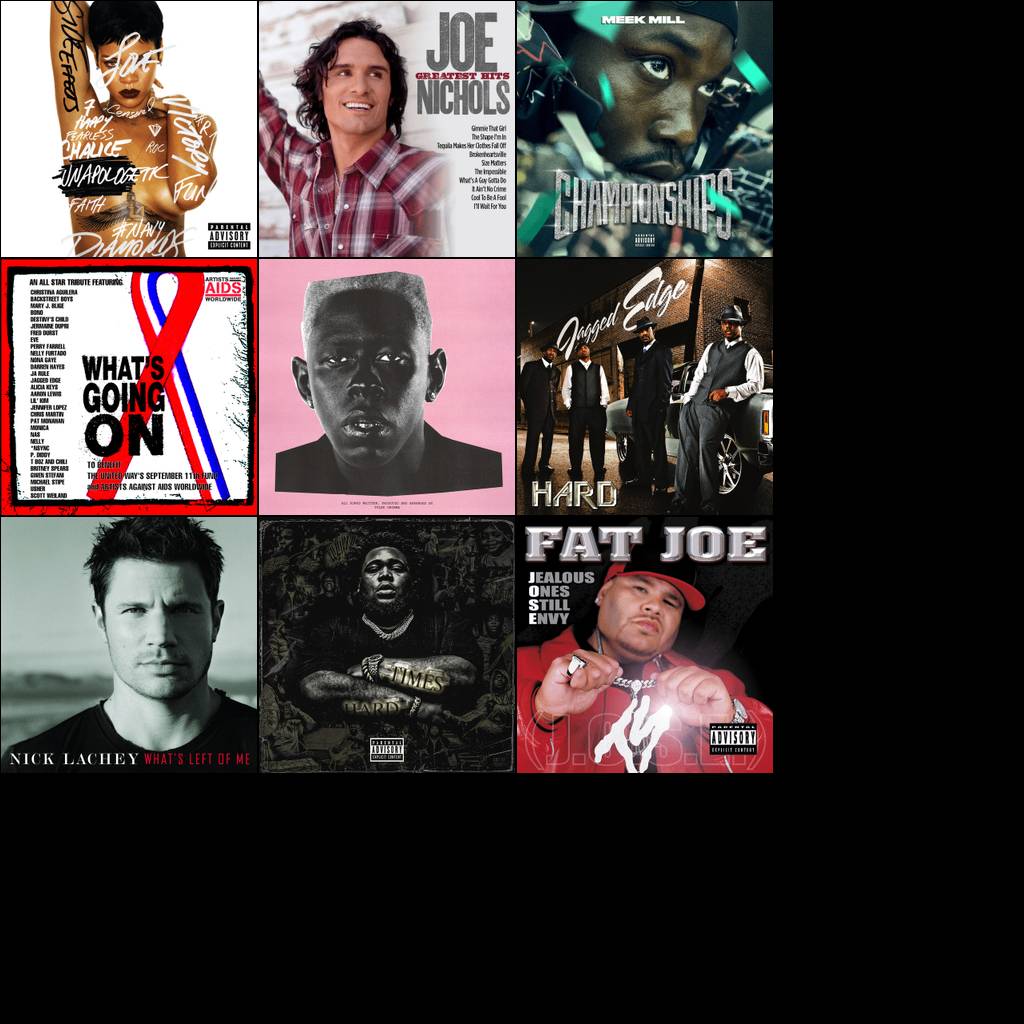 SIDE EFFECTS
Love
7
Censored
HAPPY
FEARLESS
ROC
VICTORY
CHALICE
UNAPOLOGETIC
FUN
FAITH
#NAVY
DIAMONDS
PARENTAL
ADVISORY
EXPLICIT CONTENT
JOE
GREATEST HITS
NICHOLS
Gimmie That Girl
The Shape I'm In
Tequila Makes Her Clothes Fall Off
Brokenheartsville
Size Matters
The Impossible
What's A Guy Gotta Do
It Ain't No Crime
Cool To Be A Fool
I'll Wait For You
MEEK MILL
CHAMPIONSHIPS
PARENTAL
ADVISORY
EXPLICIT CONTENT
AN ALL STAR TRIBUTE FEATURING
CHRISTINA AGUILERA
BACKSTREET BOYS
MARY J. BLIGE
BONO
DESTINY'S CHILD
JERMAINE DUPRI
FRED DURST
EVE
PERRY FARRELL
NELLY FURTADO
NONA GAYE
DARREN HAYES
JA RULE
JAGGED EDGE
ALICIA KEYS
AARON LEWIS
LIL' KIM
JENNIFER LOPEZ
CHRIS MARTIN
PAT MONAHAN
MONICA
NAS
NELLY
*NSYNC
P. DIDDY
T BOZ AND CHILI
BRITNEY SPEARS
GWEN STEFANI
MICHAEL STIPE
USHER
SCOTT WEILAND
ARTISTS AGAINST
AIDS
WORLDWIDE
WHAT'S
GOING
ON
TO BENEFIT
THE UNITED WAY'S SEPTEMBER 11th FUND
and ARTISTS AGAINST AIDS WORLDWIDE
ALL SONGS WRITTEN, PRODUCED AND ARRANGED BY
TYLER OKONMA
Jagged Edge
HARD
NICK LACHEY WHAT'S LEFT OF ME
TIMES
HARD
PARENTAL
ADVISORY
EXPLICIT CONTENT
FAT JOE
JEALOUS
ONES
STILL
ENVY
(J.O.S.E.)
PARENTAL
ADVISORY
EXPLICIT CONTENT